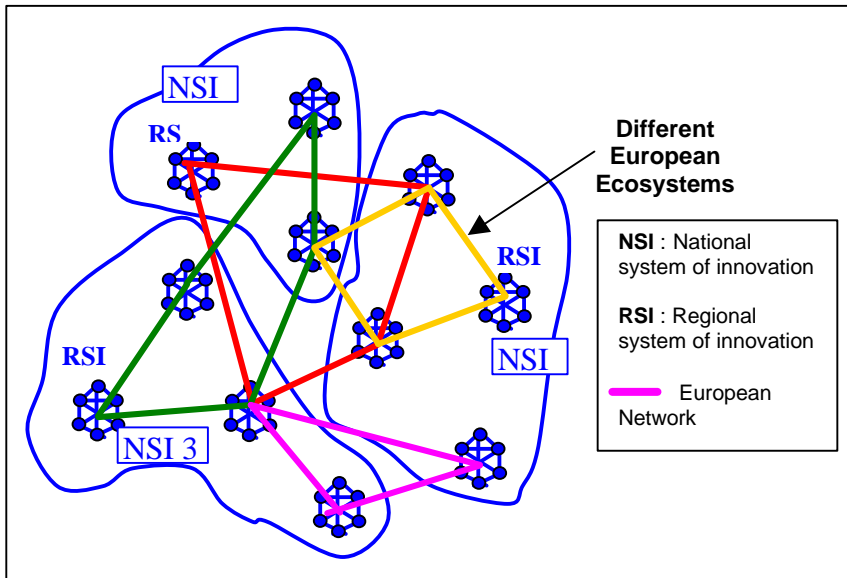 NSI
RS
Different
European
Ecosystems
NSI : National
system of innovation
RSI
RSI : Regional
system of innovation
RSI
NSI
European
Network
NSI 3